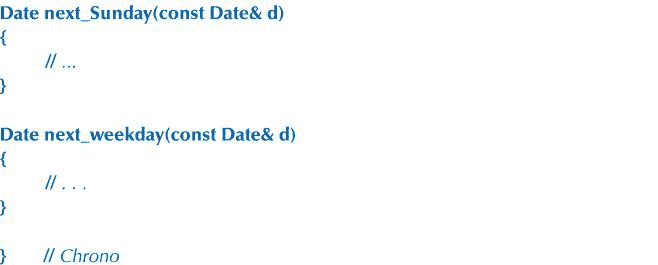 Date next_Sunday(const Date& d)
{
// ...
}
Date next_weekday(const Date& d)
{
// . . .
}
} // Chrono